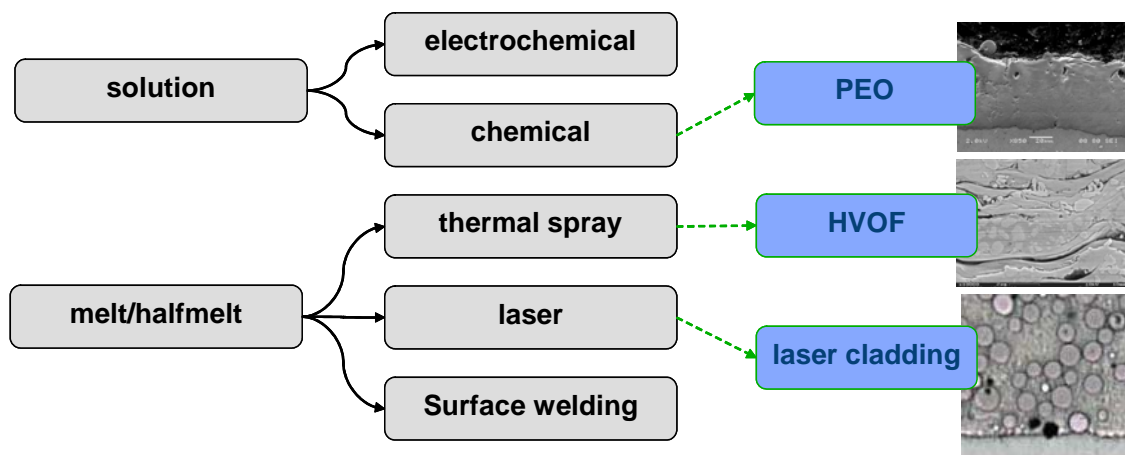 electrochemical
solution
PEO
chemical
thermal spray
HVOF
melt/halfmelt
laser
laser cladding
Surface welding